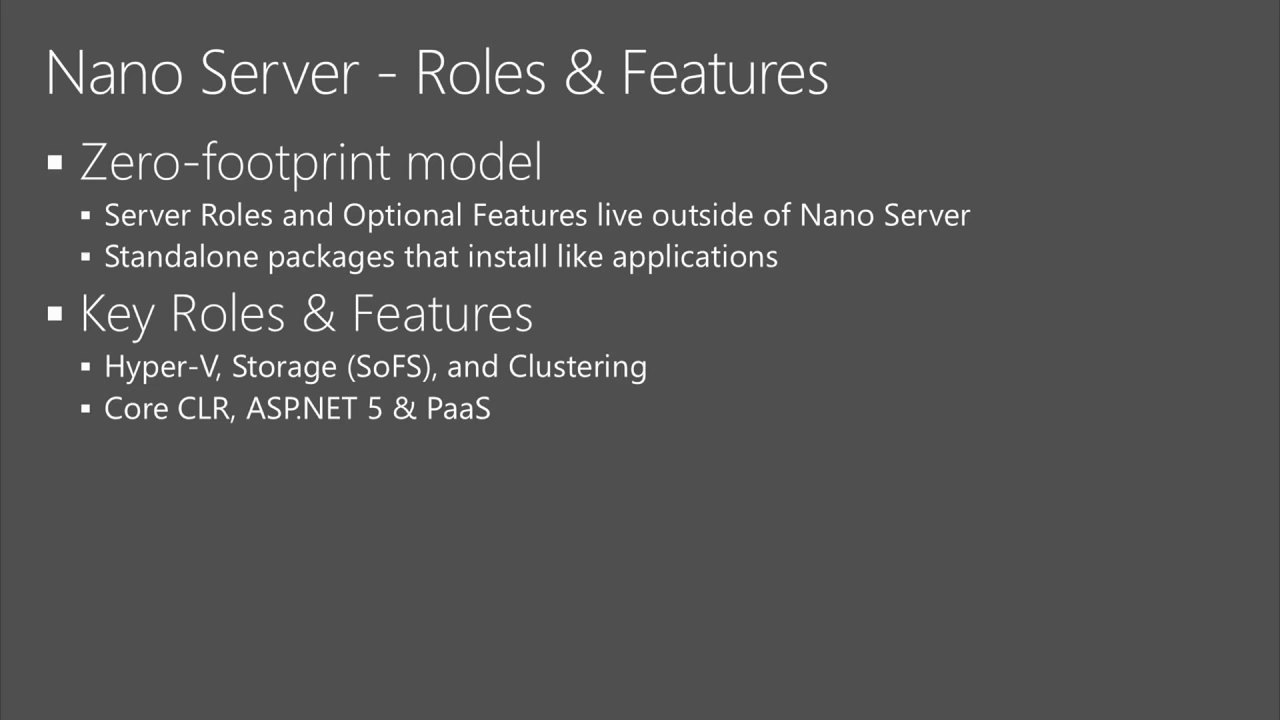 Nano Server - Roles & Features
▪ Zero-footprint model
▪ Server Roles and Optional Features live outside of Nano Server
▪ Standalone packages that install like applications
▪ Key Roles & Features
▪ Hyper-V, Storage (SoFS), and Clustering
▪ Core CLR, ASP.NET 5 & PaaS